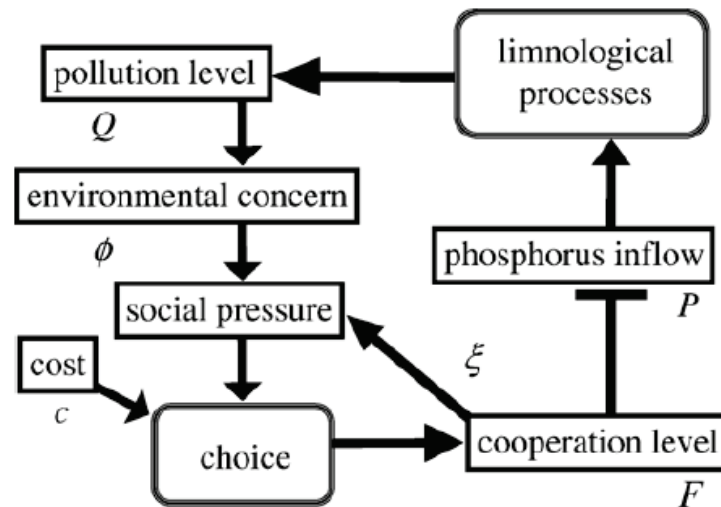 pollution level
limnological
processes
Q
environmental concern
ϕ
phosphorus inflow
P
social pressure
ξ
cost
c
choice
cooperation level
F